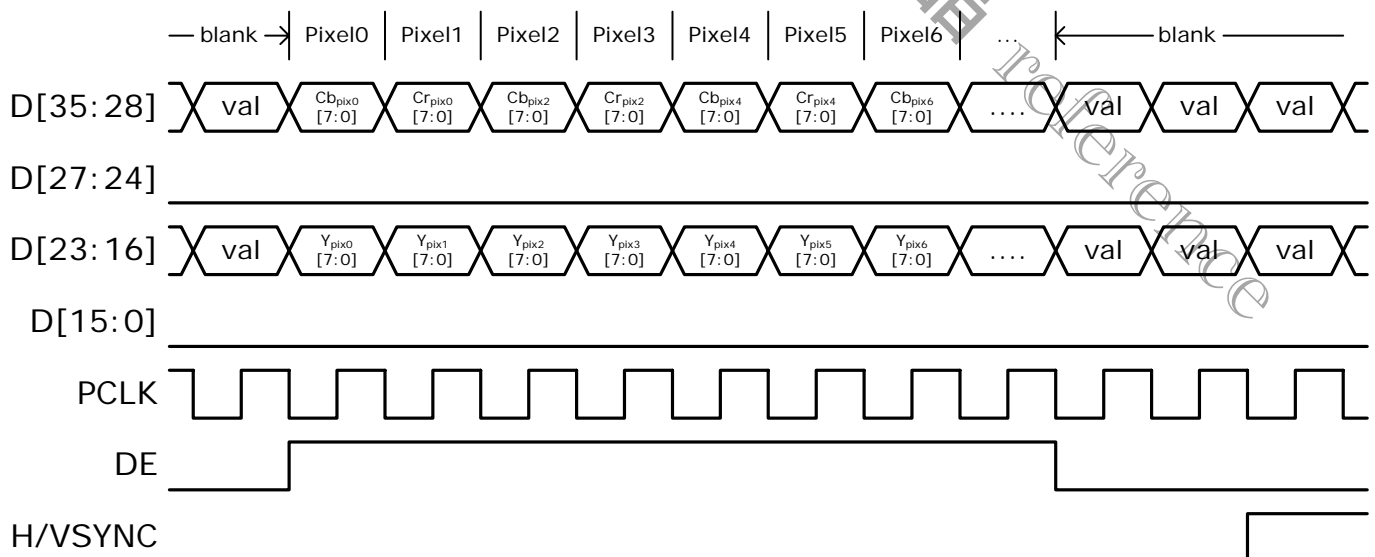 blank Pixel0 Pixel1 Pixel2 Pixel3 Pixel4 Pixel5 Pixel6 ... blank
D[35:28] val Cbpix0 [7:0] Crpix0 [7:0] Cbpix2 [7:0] Crpix2 [7:0] Cbpix4 [7:0] Crpix4 [7:0] Cbpix6 [7:0] .... val val val
D[27:24]
D[23:16] val Ypix0 [7:0] Ypix1 [7:0] Ypix2 [7:0] Ypix3 [7:0] Ypix4 [7:0] Ypix5 [7:0] Ypix6 [7:0] .... val val val
D[15:0]
PCLK
DE
H/VSYNC
reference